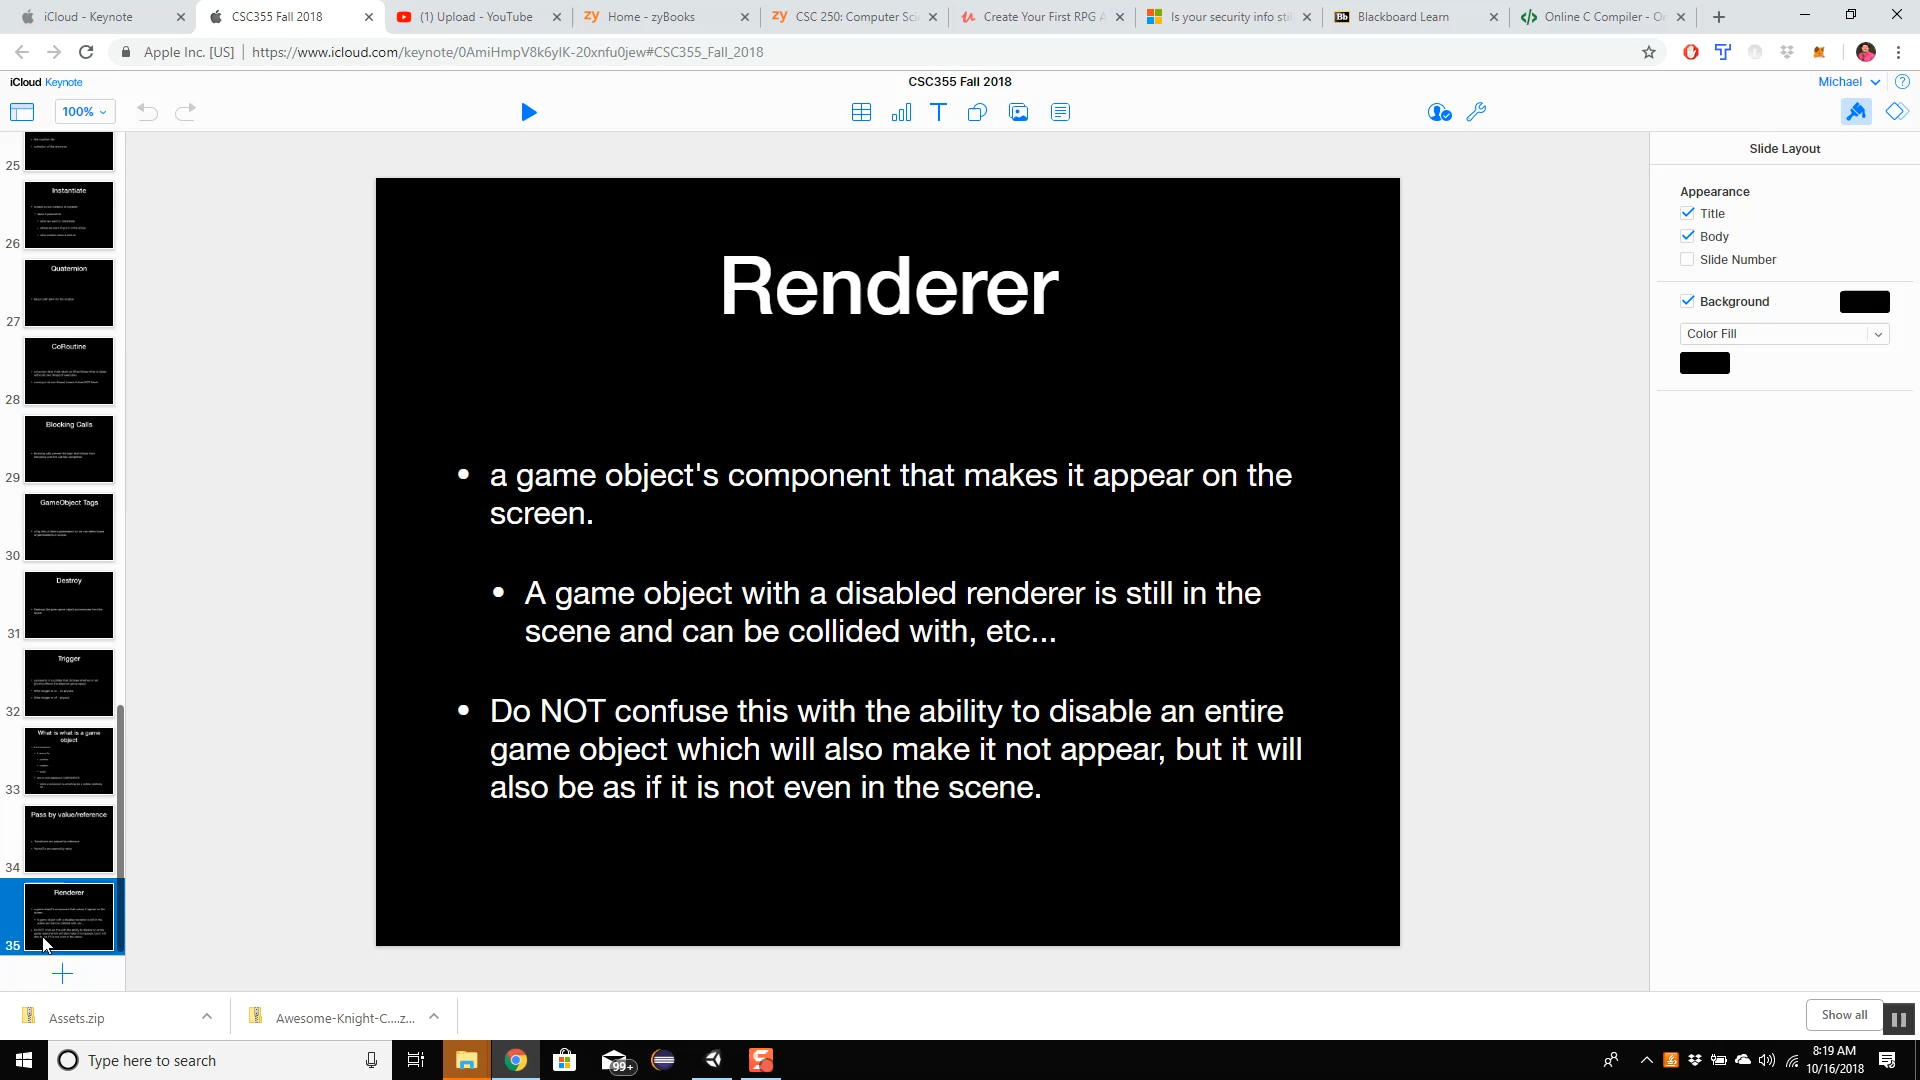 iCloud - Keynote
CSC355 Fall 2018
(1) Upload - YouTube
zy Home - zyBooks
zy CSC 250: Computer Sci
Create Your First RPG A
Is your security info still
Bb Blackboard Learn
</> Online C Compiler - On
Apple Inc. [US] | https://www.icloud.com/keynote/0AmiHmpV8k6ylK-20xnfu0jew#CSC355_Fall_2018
iCloud Keynote
CSC355 Fall 2018
Michael
100%
Slide Layout
Appearance
Title
Body
Slide Number
Background
Color Fill
25
Instantiate
26
Quaternion
27
CoRoutine
28
Blocking Calls
29
GameObject Tags
30
Destroy
31
Trigger
32
What is what is a game
object
33
Pass by value/reference
34
Renderer
35
Renderer
• a game object's component that makes it appear on the
screen.
• A game object with a disabled renderer is still in the
scene and can be collided with, etc...
• Do NOT confuse this with the ability to disable an entire
game object which will also make it not appear, but it will
also be as if it is not even in the scene.
Assets.zip
Awesome-Knight-C....z...
Show all
Type here to search
99+
8:19 AM
10/16/2018